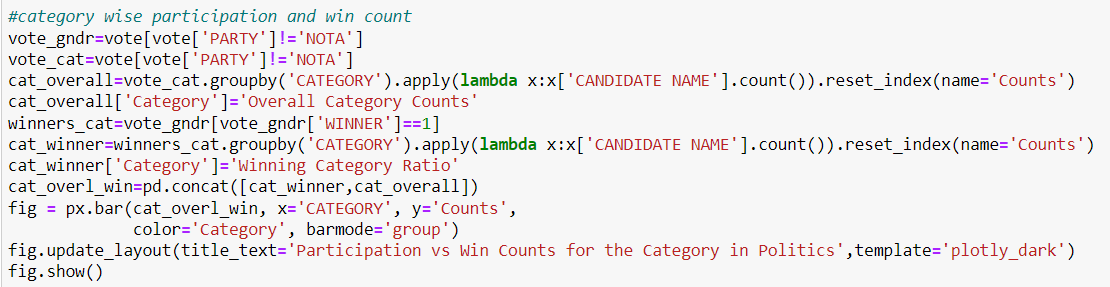 #category wise participation and win count
vote_gndr=vote[vote['PARTY']!='NOTA']
vote_cat=vote[vote['PARTY']!='NOTA']
cat_overall=vote_cat.groupby('CATEGORY').apply(lambda x:x['CANDIDATE NAME'].count()).reset_index(name='Counts')
cat_overall['Category']='Overall Category Counts'
winners_cat=vote_gndr[vote_gndr['WINNER']==1]
cat_winner=winners_cat.groupby('CATEGORY').apply(lambda x:x['CANDIDATE NAME'].count()).reset_index(name='Counts')
cat_winner['Category']='Winning Category Ratio'
cat_overl_win=pd.concat([cat_winner,cat_overall])
fig = px.bar(cat_overl_win, x='CATEGORY', y='Counts',
            color='Category', barmode='group')
fig.update_layout(title_text='Participation vs Win Counts for the Category in Politics',template='plotly_dark')
fig.show()